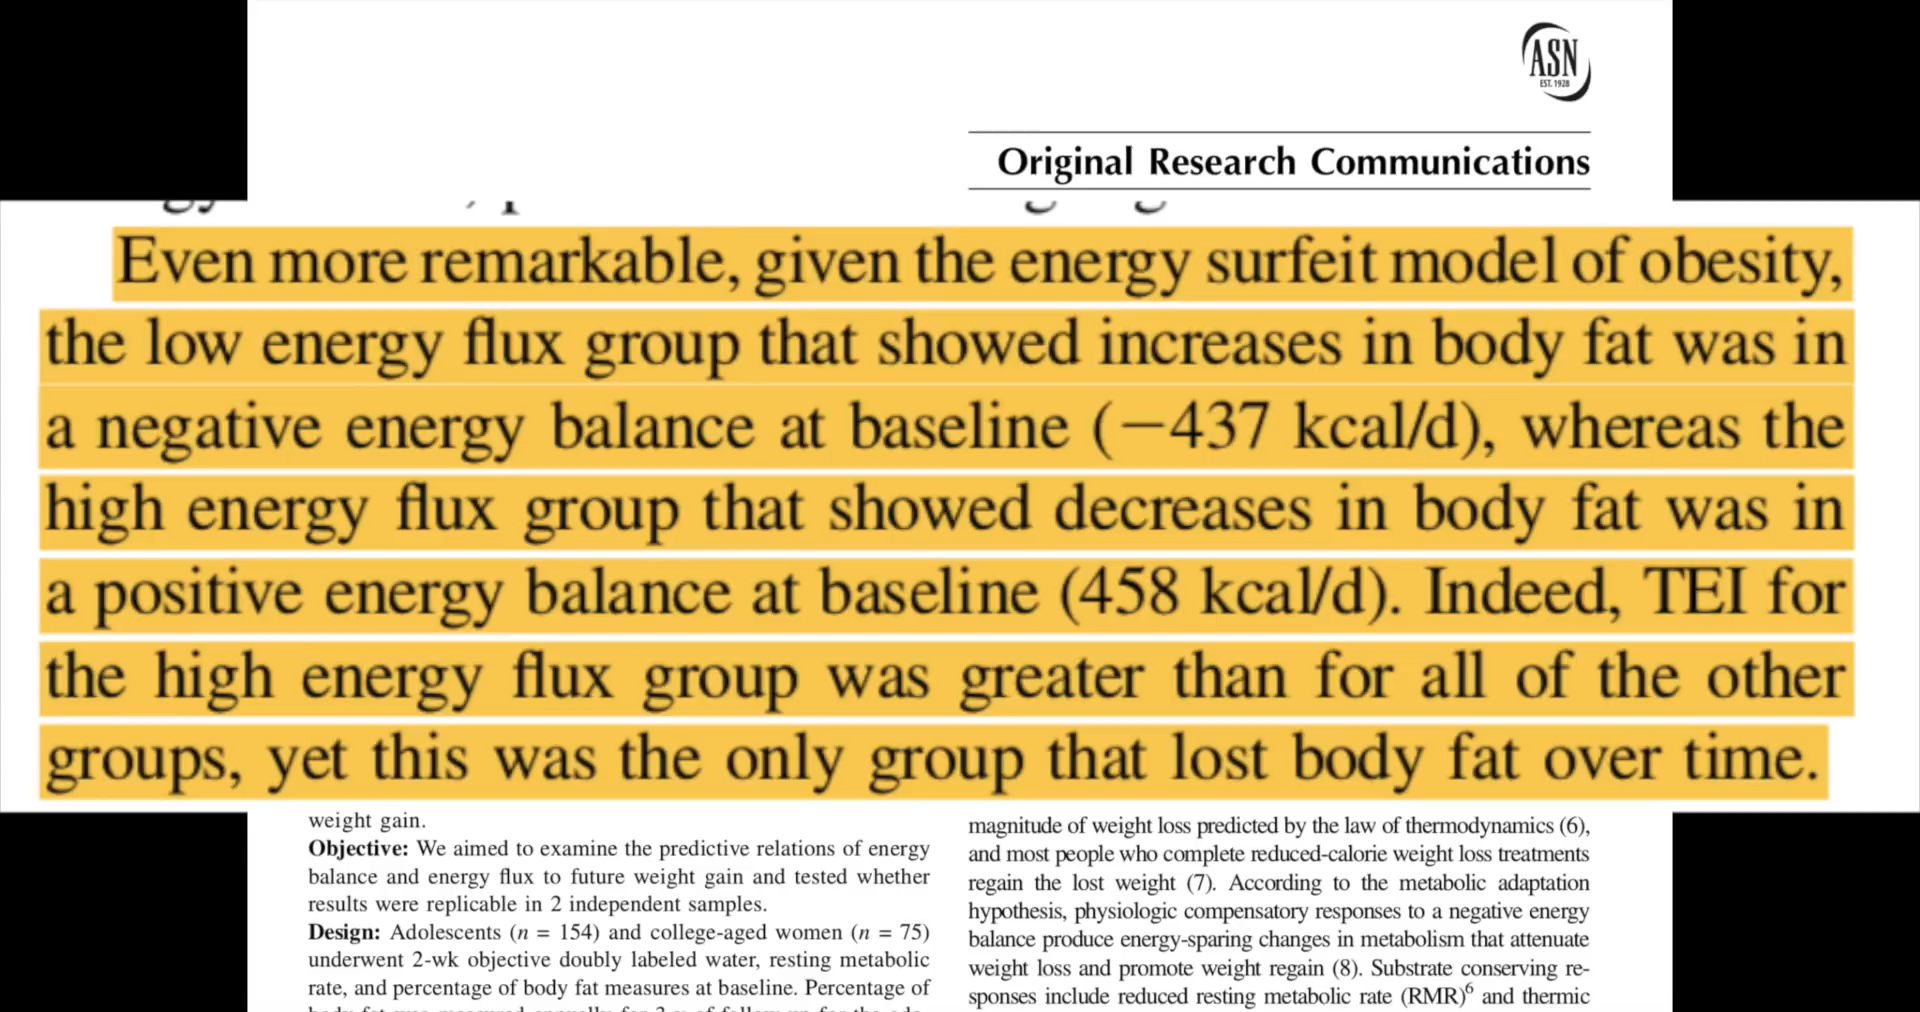 ASN
EST. 1928
Original Research Communications
Even more remarkable, given the energy surfeit model of obesity,
the low energy flux group that showed increases in body fat was in
a negative energy balance at baseline (−437 kcal/d), whereas the
high energy flux group that showed decreases in body fat was in
a positive energy balance at baseline (458 kcal/d). Indeed, TEI for
the high energy flux group was greater than for all of the other
groups, yet this was the only group that lost body fat over time.
weight gain.
Objective: We aimed to examine the predictive relations of energy
balance and energy flux to future weight gain and tested whether
results were replicable in 2 independent samples.
Design: Adolescents (n = 154) and college-aged women (n = 75)
underwent 2-wk objective doubly labeled water, resting metabolic
rate, and percentage of body fat measures at baseline. Percentage of
magnitude of weight loss predicted by the law of thermodynamics (6),
and most people who complete reduced-calorie weight loss treatments
regain the lost weight (7). According to the metabolic adaptation
hypothesis, physiologic compensatory responses to a negative energy
balance produce energy-sparing changes in metabolism that attenuate
weight loss and promote weight regain (8). Substrate conserving re-
sponses include reduced resting metabolic rate (RMR)6 and thermic